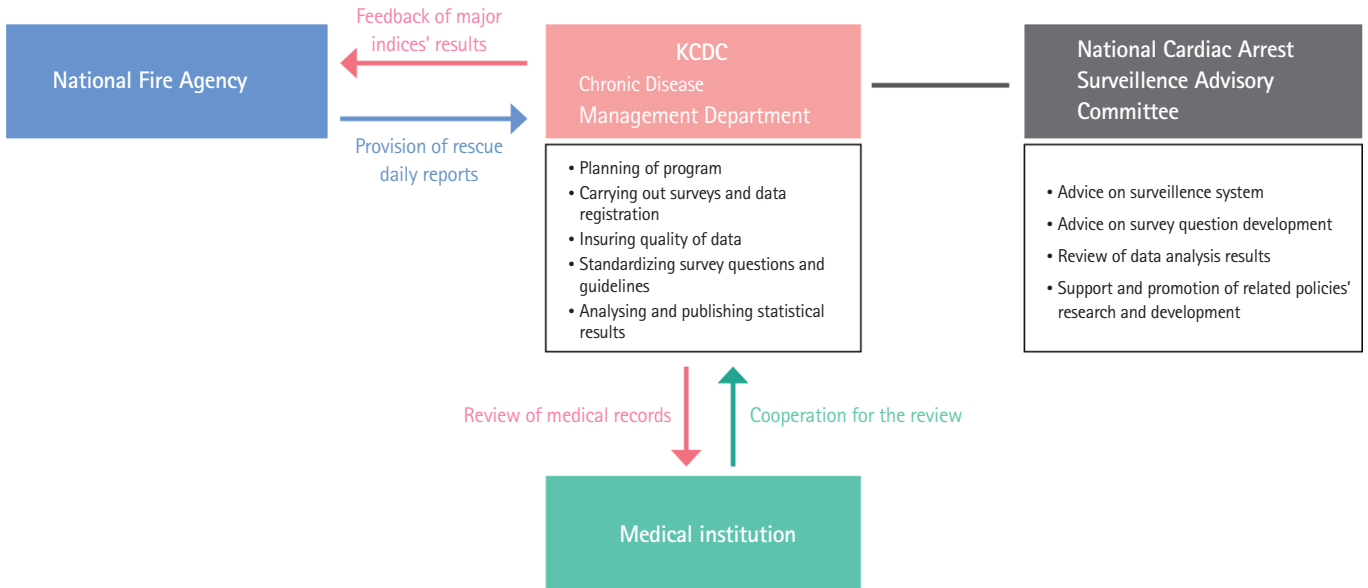 Feedback of major
indices’ results
National Fire Agency
Provision of rescue
daily reports
KCDC
Chronic Disease
Management Department
• Planning of program
• Carrying out surveys and data
registration
• Insuring quality of data
• Standardizing survey questions and
guidelines
• Analysing and publishing statistical
results
National Cardiac Arrest
Surveillance Advisory
Committee
• Advice on surveillence system
• Advice on survey question development
• Review of data analysis results
• Support and promotion of related policies’
research and development
Review of medical records
Cooperation for the review
Medical institution